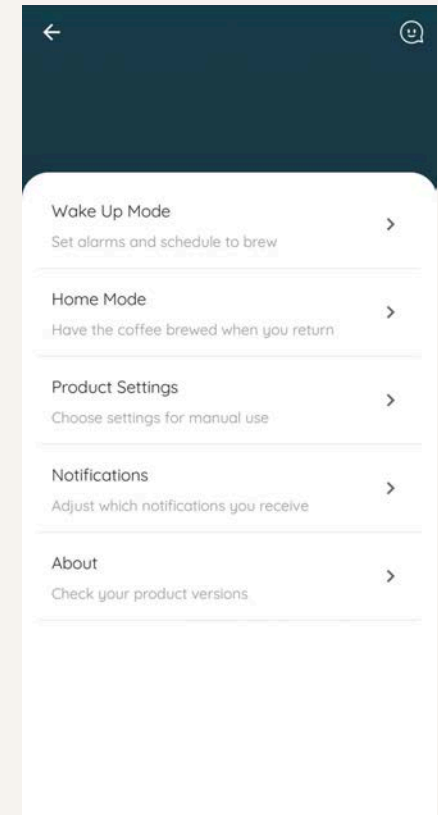 Wake Up Mode
Set alarms and schedule to brew
Home Mode
Have the coffee brewed when you return
Product Settings
Choose settings for manual use
Notifications
Adjust which notifications you receive
About
Check your product versions